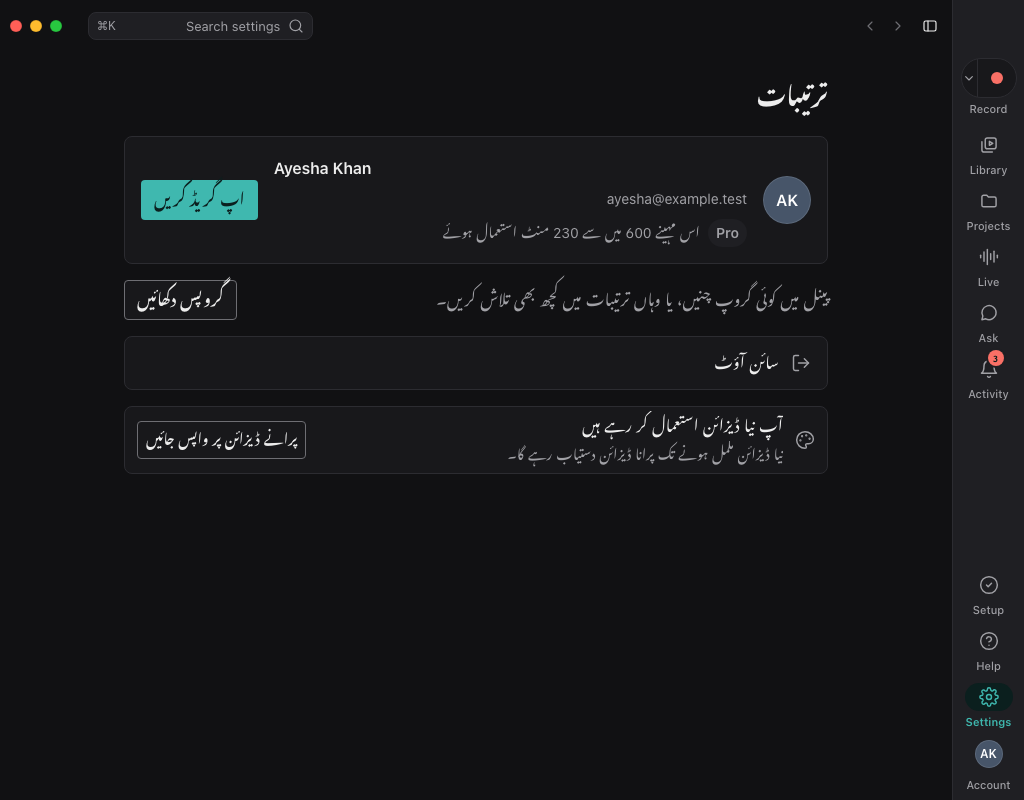 ⌘K Search settings
ترتیبات
Ayesha Khan
AK
ayesha@example.test
Pro اس مہینے 600 میں سے 230 منٹ استعمال ہوئے
اپ گریڈ کریں
پینل میں کوئی گروپ چنیں، یا وہاں ترتیبات میں کچھ بھی تلاش کریں۔
گروپس دکھائیں
سائن آؤٹ
آپ نیا ڈیزائن استعمال کر رہے ہیں
نیا ڈیزائن مکمل ہونے تک پرانا ڈیزائن دستیاب رہے گا۔
پرانے ڈیزائن پر واپس جائیں
Record
Library
Projects
Live
Ask
3
Activity
Setup
Help
Settings
AK
Account